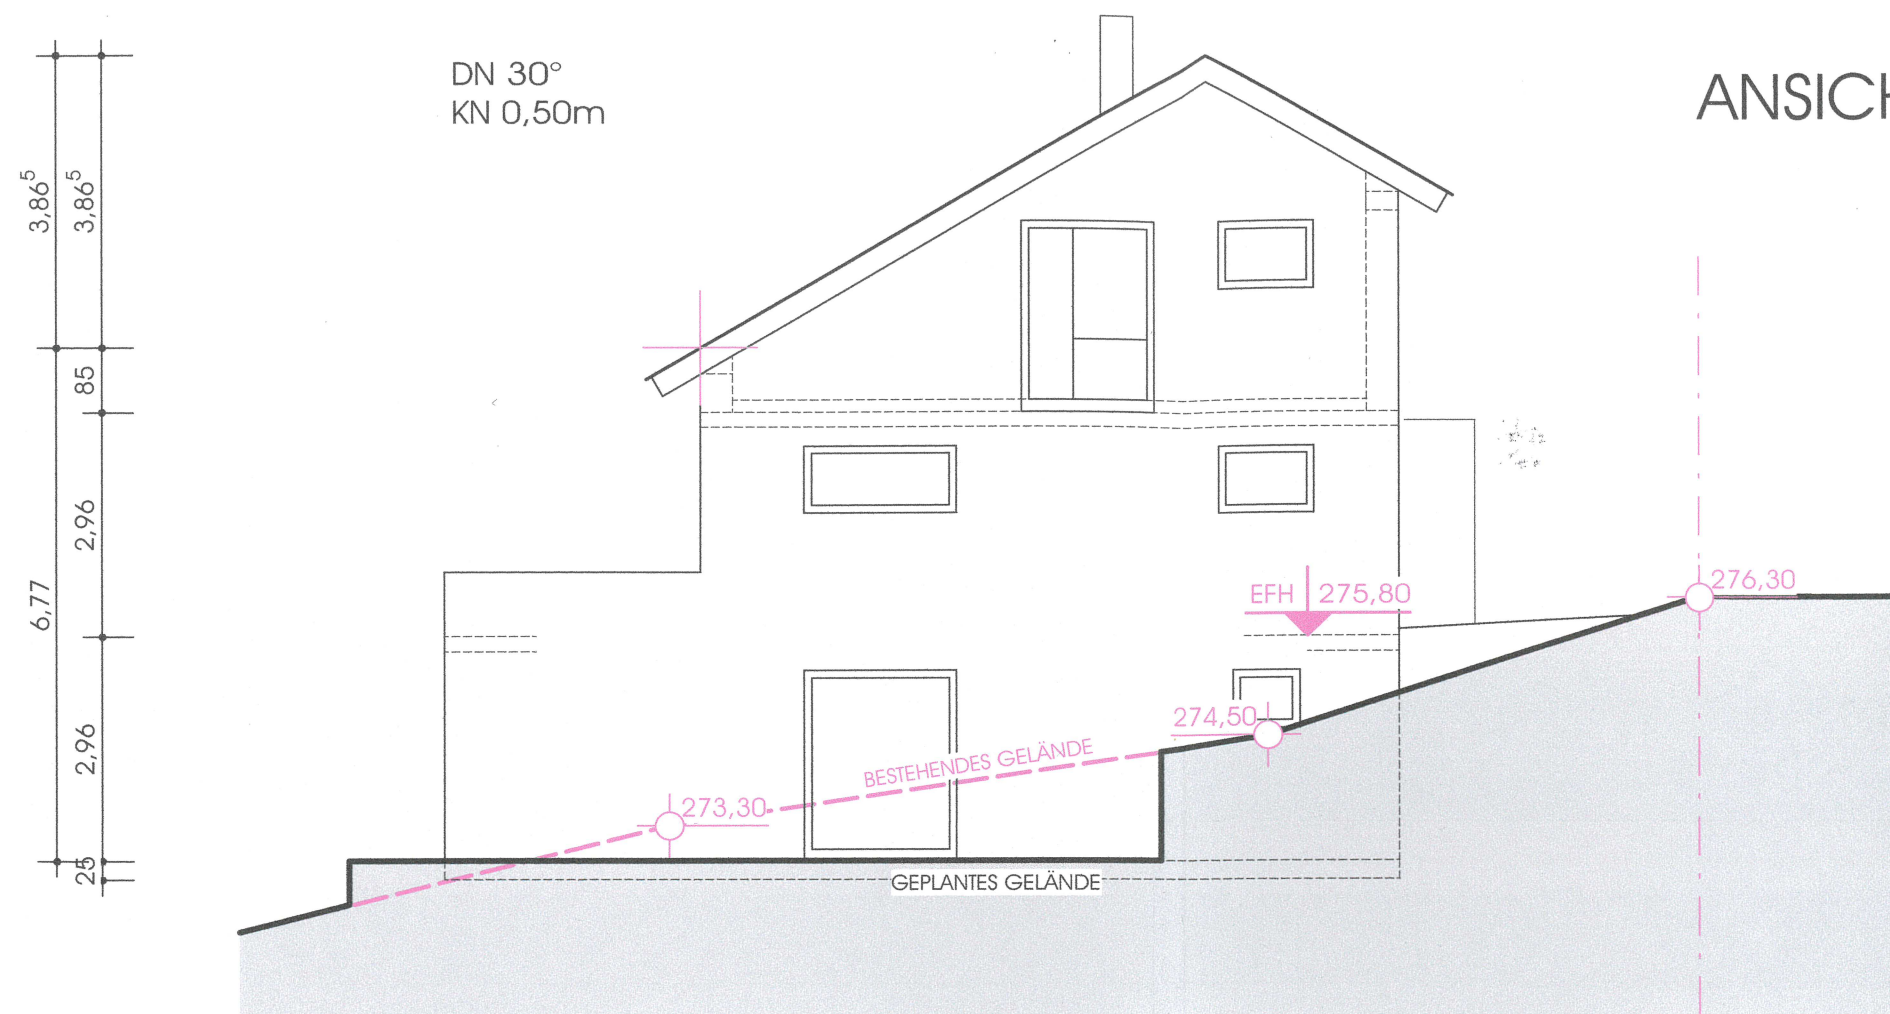 DN 30°
KN 0,50m
ANSICH
3,86⁵
3,86⁵
85
2,96
6,77
2,96
25
EFH 275,80
276,30
274,50
BESTEHENDES GELÄNDE
273,30
GEPLANTES GELÄNDE